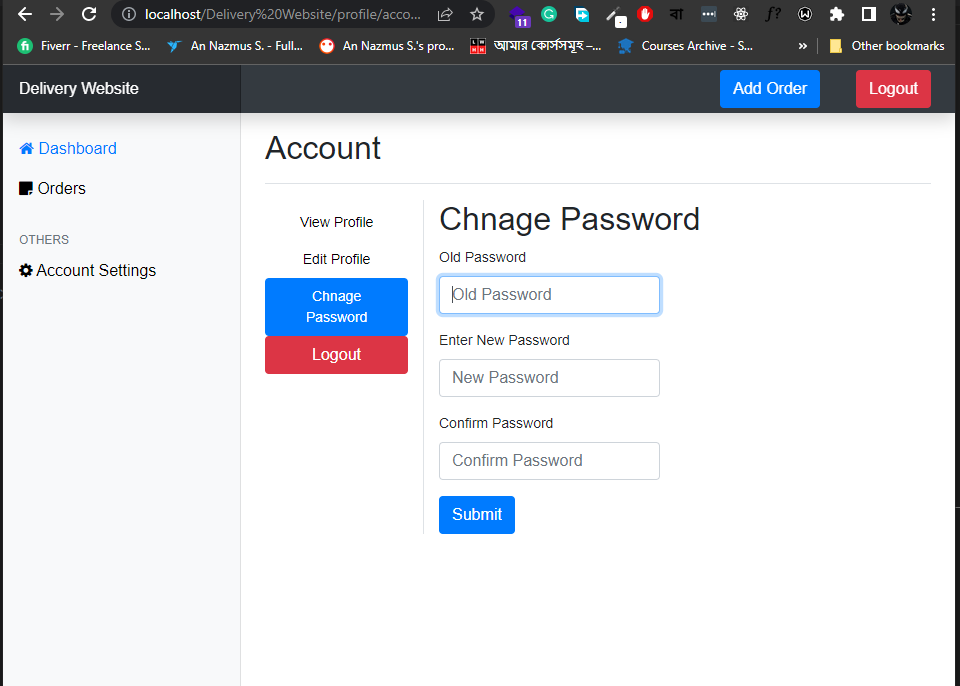 localhost/Delivery%20Website/profile/acco...
11
বা
f?
Fiverr - Freelance S...
An Nazmus S. - Full...
An Nazmus S.'s pro...
আমার কোর্সসমূহ –...
Courses Archive - S...
»
Other bookmarks
Delivery Website
Add Order
Logout
Dashboard
Orders
OTHERS
Account Settings
Account
View Profile
Edit Profile
Chnage
Password
Logout
Chnage Password
Old Password
Old Password
Enter New Password
New Password
Confirm Password
Confirm Password
Submit